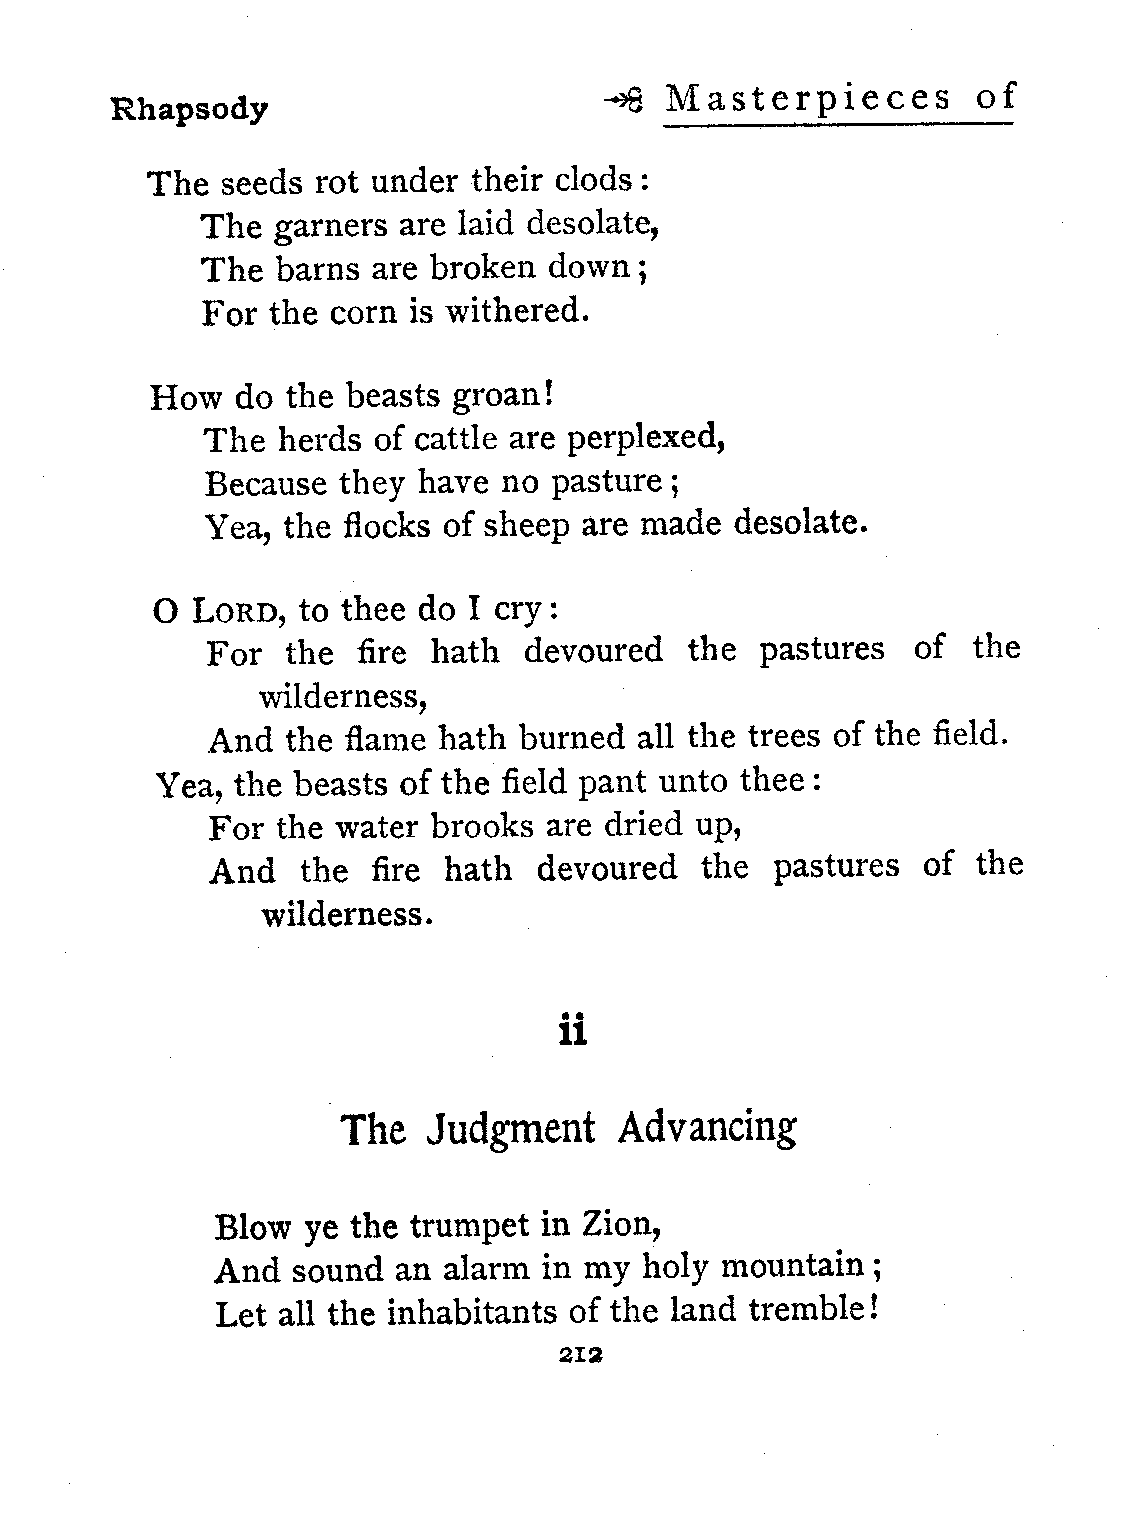 Rhapsody Masterpieces of
The seeds rot under their clods:
The garners are laid desolate,
The barns are broken down;
For the corn is withered.
How do the beasts groan!
The herds of cattle are perplexed,
Because they have no pasture;
Yea, the flocks of sheep are made desolate.
O LORD, to thee do I cry:
For the fire hath devoured the pastures of the
wilderness,
And the flame hath burned all the trees of the field.
Yea, the beasts of the field pant unto thee:
For the water brooks are dried up,
And the fire hath devoured the pastures of the
wilderness.
ii
The Judgment Advancing
Blow ye the trumpet in Zion,
And sound an alarm in my holy mountain;
Let all the inhabitants of the land tremble!
212